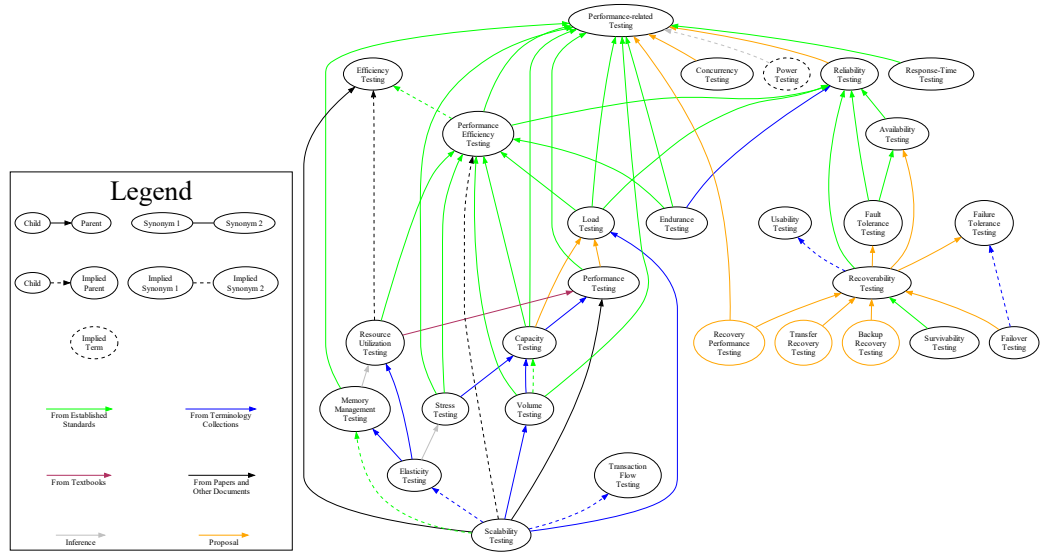 Performance-related
Testing
Efficiency
Testing
Concurrency
Testing
Power
Testing
Reliability
Testing
Response-Time
Testing
Performance
Efficiency
Testing
Availability
Testing
Legend
Child
Parent
Synonym 1
Synonym 2
Load
Testing
Endurance
Testing
Usability
Testing
Fault
Tolerance
Testing
Failure
Tolerance
Testing
Child
Implied
Parent
Implied
Synonym 1
Implied
Synonym 2
Performance
Testing
Recoverability
Testing
Implied
Term
Resource
Utilization
Testing
Capacity
Testing
Recovery
Performance
Testing
Transfer
Recovery
Testing
Backup
Recovery
Testing
Survivability
Testing
Failover
Testing
From Established
Standards
From Terminology
Collections
Memory
Management
Testing
Stress
Testing
Volume
Testing
From Textbooks
From Papers and
Other Documents
Elasticity
Testing
Transaction
Flow
Testing
Inference
Proposal
Scalability
Testing